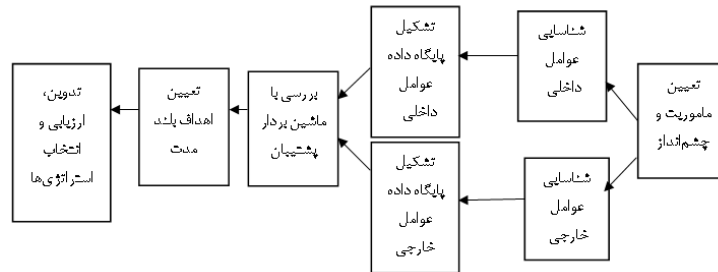 تعیین
ماموریت و
چشم‌انداز
شناسایی
عوامل
داخلی
تشکیل
پایگاه داده
عوامل
داخلی
شناسایی
عوامل
خارجی
تشکیل
پایگاه داده
عوامل
خارجی
بررسی با
ماشین بردار
پشتیبان
تعیین
اهداف بلند
مدت
تدوین،
ارزیابی و
انتخاب
استراتژی‌ها